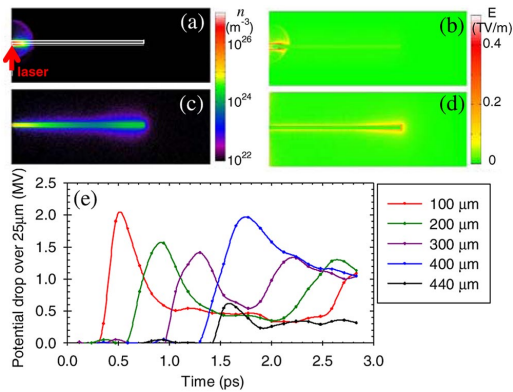 (a)
n
(m⁻³)
10²⁶
10²⁴
10²²
laser
(b)
E
(TV/m)
0.4
0.2
0
(c)
(d)
(e)
Potential drop over 25μm (MV)
2.5
2.0
1.5
1.0
0.5
0.0
0.0 0.5 1.0 1.5 2.0 2.5 3.0
Time (ps)
100 μm
200 μm
300 μm
400 μm
440 μm